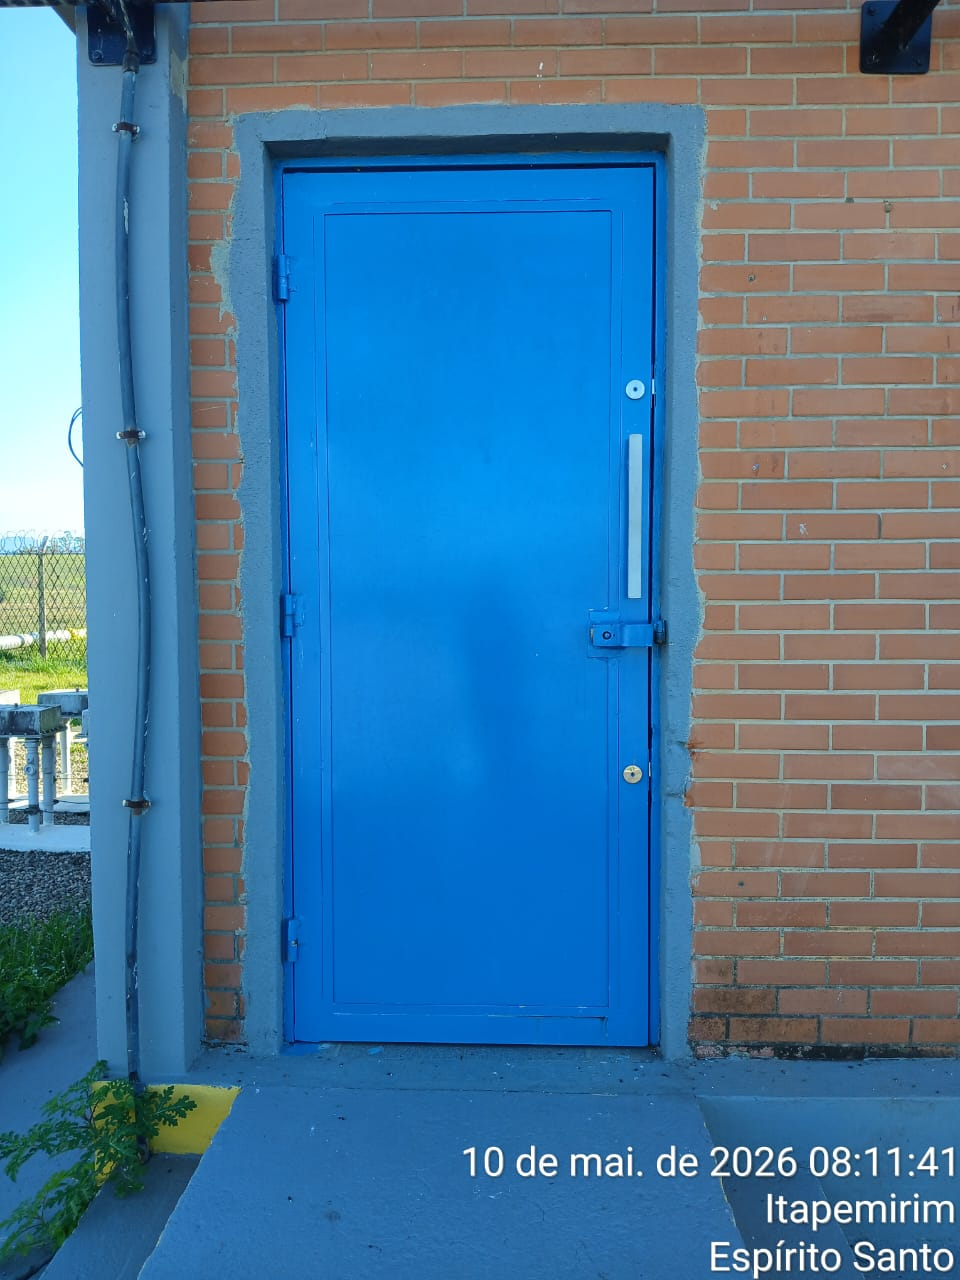 10 de mai. de 2026 08:11:41
Itapemirim
Espírito Santo